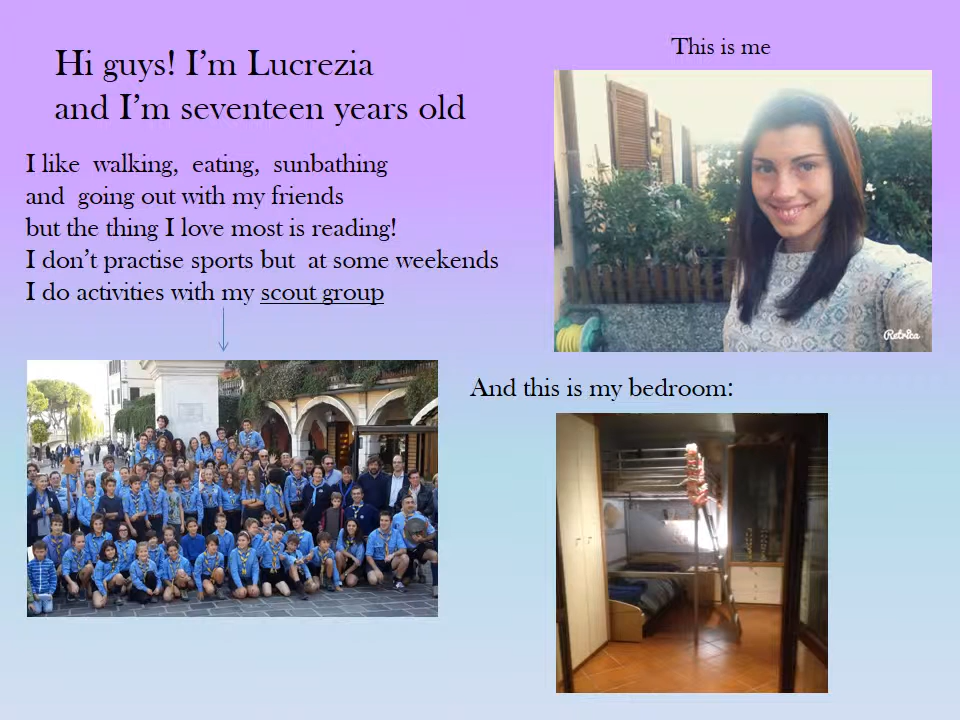 Hi guys! I'm Lucrezia
and I'm seventeen years old
This is me
I like walking, eating, sunbathing
and going out with my friends
but the thing I love most is reading!
I don't practise sports but at some weekends
I do activities with my scout group
Retrica
And this is my bedroom: